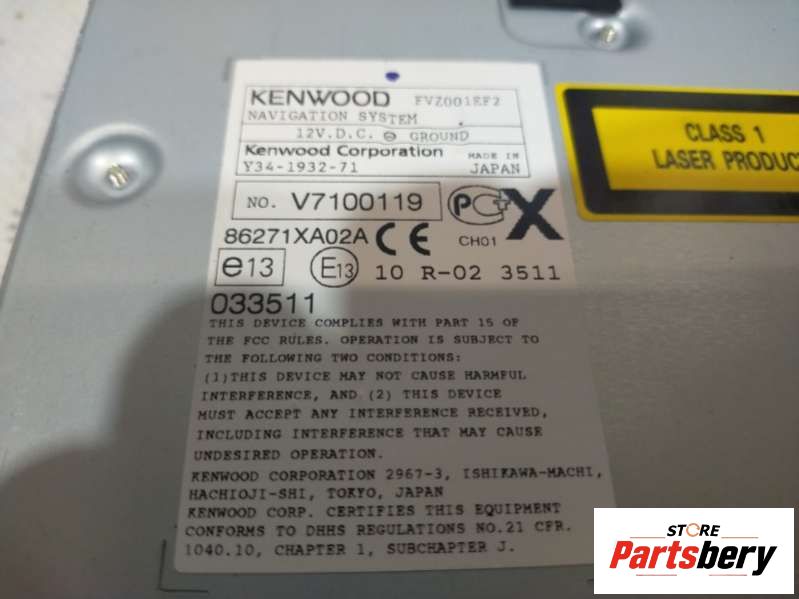 KENWOOD FVZ001EF2
NAVIGATION SYSTEM
12V.D.C. ⊖ GROUND
Kenwood Corporation MADE IN
Y34-1932-71 JAPAN
NO. V7100119
86271XA02A CE CH01 X
e13 E13 10 R-02 3511
033511
THIS DEVICE COMPLIES WITH PART 15 OF
THE FCC RULES. OPERATION IS SUBJECT TO
THE FOLLOWING TWO CONDITIONS:
(1)THIS DEVICE MAY NOT CAUSE HARMFUL
INTERFERENCE, AND (2) THIS DEVICE
MUST ACCEPT ANY INTERFERENCE RECEIVED,
INCLUDING INTERFERENCE THAT MAY CAUSE
UNDESIRED OPERATION.
KENWOOD CORPORATION 2967-3, ISHIKAWA-MACHI,
HACHIOJI-SHI, TOKYO, JAPAN
KENWOOD CORP. CERTIFIES THIS EQUIPMENT
CONFORMS TO DHHS REGULATIONS NO.21 CFR.
1040.10, CHAPTER 1, SUBCHAPTER J.
CLASS 1
LASER PRODUC
STORE
Partsbery